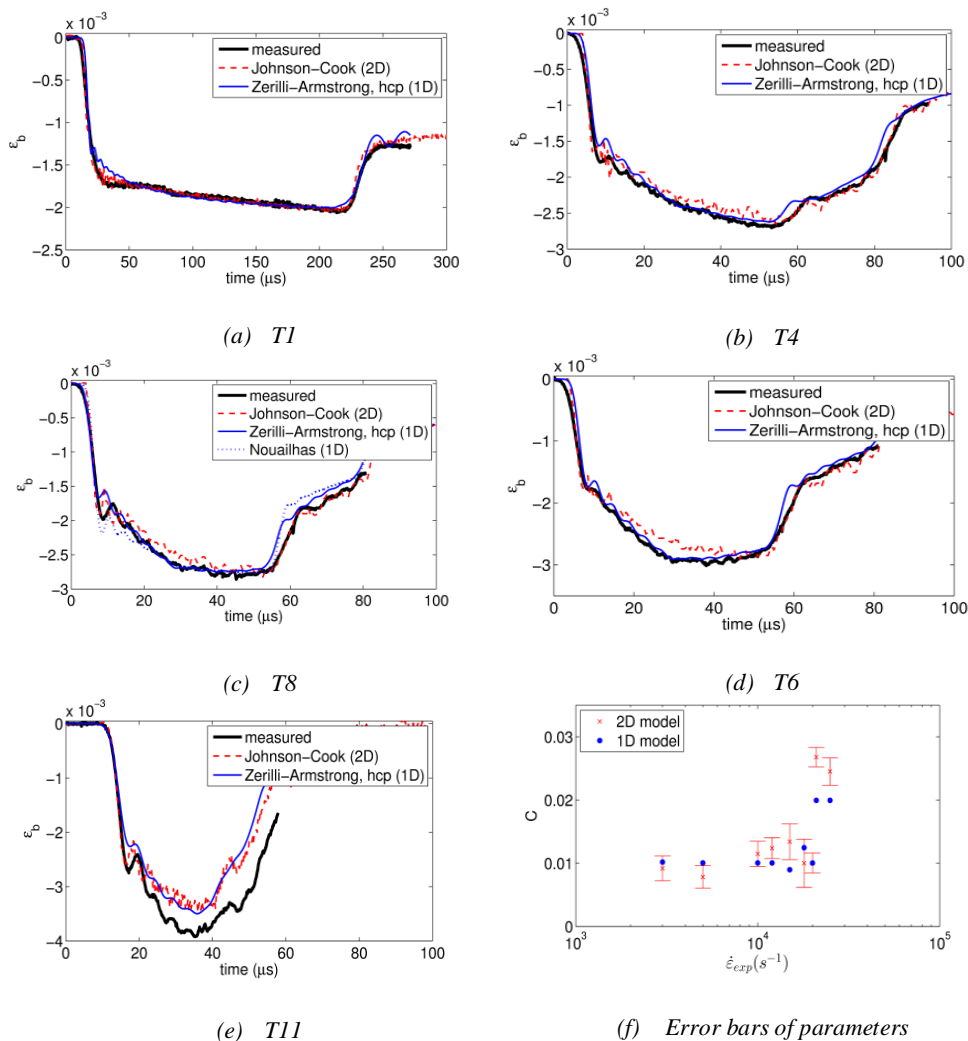 x 10⁻³
0
−0.5
−1
−1.5
−2
−2.5
0 50 100 150 200 250 300
ε_b
time (μs)
measured
Johnson−Cook (2D)
Zerilli−Armstrong, hcp (1D)
(a) T1
x 10⁻³
0
−0.5
−1
−1.5
−2
−2.5
−3
0 20 40 60 80 100
ε_b
time (μs)
measured
Johnson−Cook (2D)
Zerilli−Armstrong, hcp (1D)
(b) T4
x 10⁻³
0
−0.5
−1
−1.5
−2
−2.5
−3
0 20 40 60 80 100
ε_b
time (μs)
measured
Johnson−Cook (2D)
Zerilli−Armstrong, hcp (1D)
Nouailhas (1D)
(c) T8
x 10⁻³
0
−1
−2
−3
0 20 40 60 80 100
ε_b
time (μs)
measured
Johnson−Cook (2D)
Zerilli−Armstrong, hcp (1D)
(d) T6
x 10⁻³
0
−1
−2
−3
−4
0 20 40 60 80 100
ε_b
time (μs)
measured
Johnson−Cook (2D)
Zerilli−Armstrong, hcp (1D)
(e) T11
2D model
1D model
0.03
0.02
0.01
0
C
10³ 10⁴ 10⁵
ε̇_exp(s⁻¹)
(f) Error bars of parameters